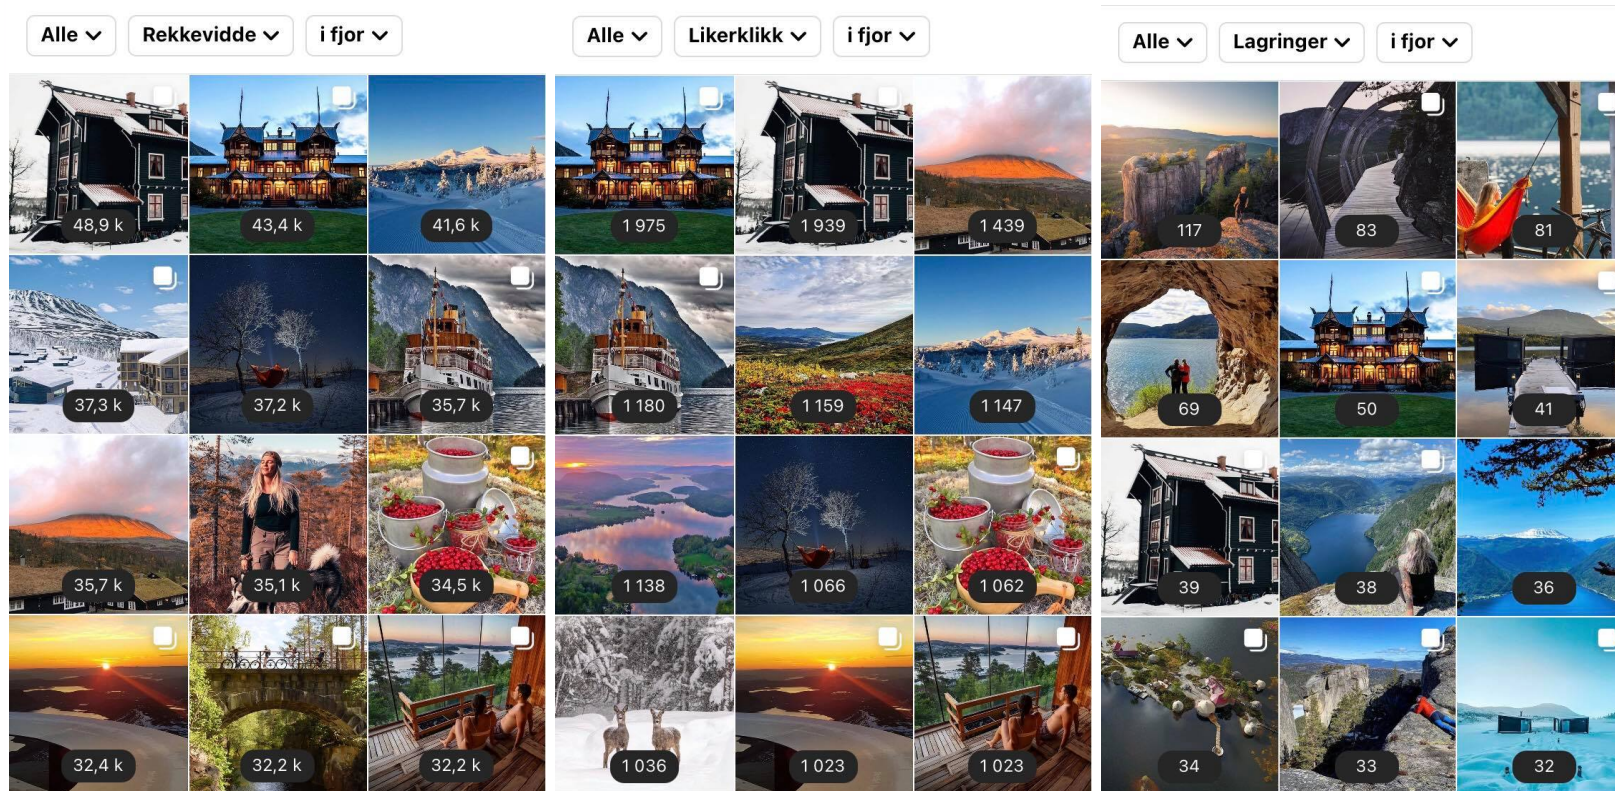 Alle Rekkevidde i fjor
48,9 k 43,4 k 41,6 k
37,3 k 37,2 k 35,7 k
35,7 k 35,1 k 34,5 k
32,4 k 32,2 k 32,2 k
Alle Likerklikk i fjor
1 975 1 939 1 439
1 180 1 159 1 147
1 138 1 066 1 062
1 036 1 023 1 023
Alle Lagringer i fjor
117 83 81
69 50 41
39 38 36
34 33 32